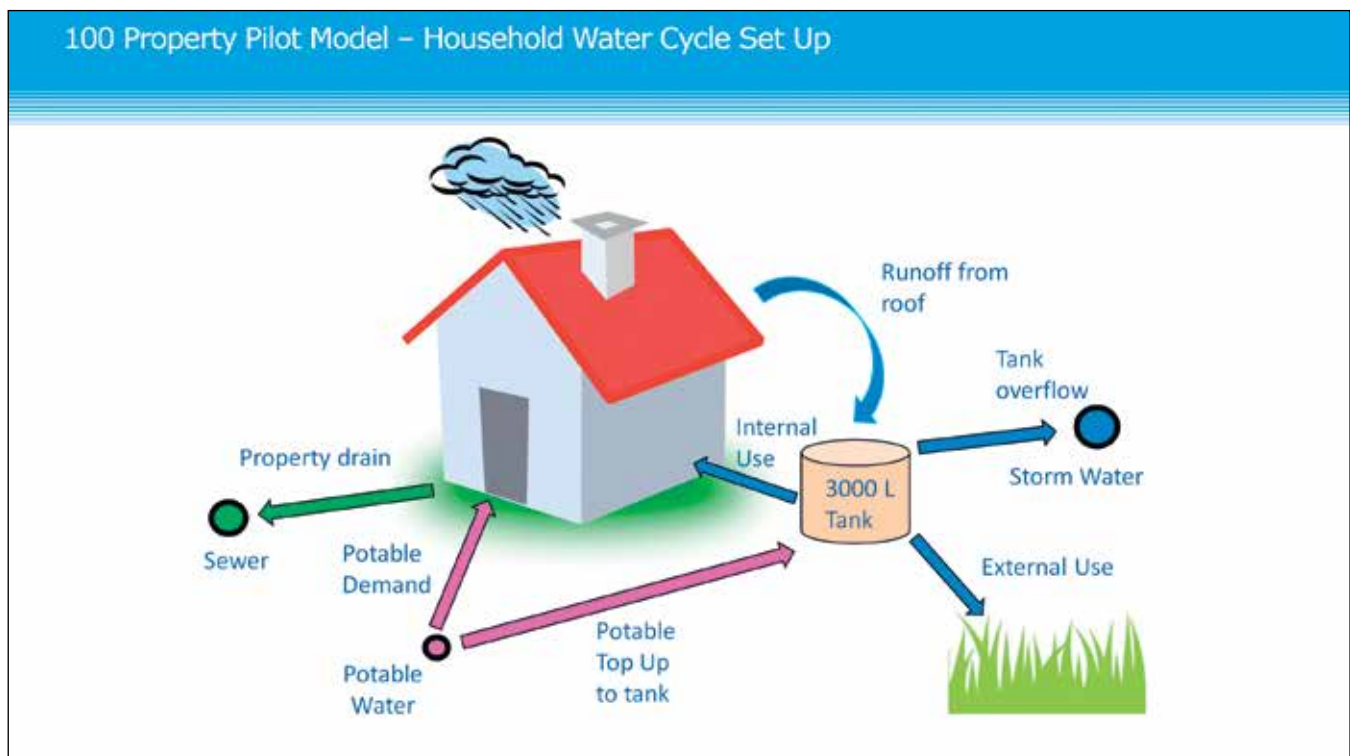 100 Property Pilot Model – Household Water Cycle Set Up
Runoff from
roof
Tank
overflow
Internal
Use
Property drain
3000 L
Tank
Storm Water
Sewer
Potable
Demand
External Use
Potable
Top Up
to tank
Potable
Water